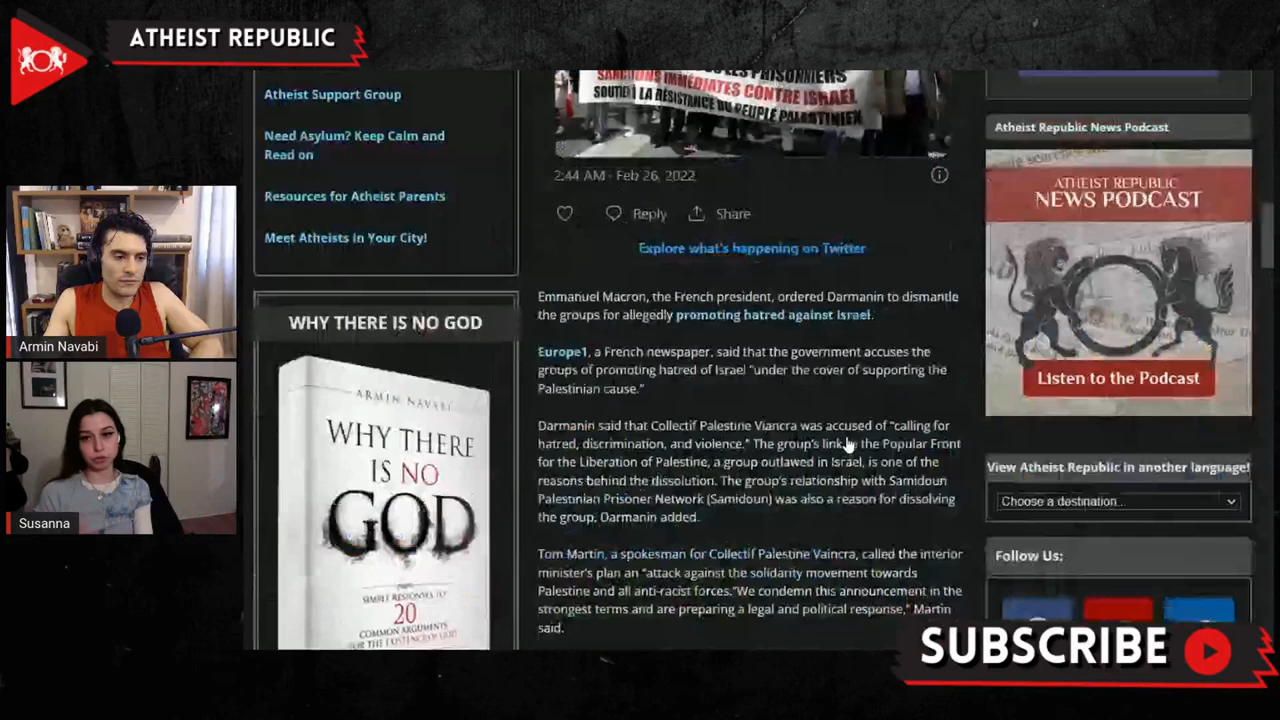 ATHEIST REPUBLIC
Armin Navabi
Susanna
Atheist Support Group
Need Asylum? Keep Calm and
Read on
Resources for Atheist Parents
Meet Atheists in Your City!
WHY THERE IS NO GOD
ARMIN NAVABI
WHY THERE
IS NO
GOD
SIMPLE RESPONSES TO
20
COMMON ARGUMENTS
FOR THE EXISTENCE OF GOD
LES PRISONNIERS
SANCTIONS IMMÉDIATES CONTRE ISRAEL
SOUTIEN À LA RÉSISTANCE DU PEUPLE PALESTINIEN
2:44 AM · Feb 26, 2022
Reply
Share
Explore what's happening on Twitter
Emmanuel Macron, the French president, ordered Darmanin to dismantle
the groups for allegedly promoting hatred against Israel.
Europe1, a French newspaper, said that the government accuses the
groups of promoting hatred of Israel "under the cover of supporting the
Palestinian cause."
Darmanin said that Collectif Palestine Viancra was accused of "calling for
hatred, discrimination, and violence." The group's link the Popular Front
for the Liberation of Palestine, a group outlawed in Israel, is one of the
reasons behind the dissolution. The group's relationship with Samidoun
Palestinian Prisoner Network (Samidoun) was also a reason for dissolving
the group, Darmanin added.
Tom Martin, a spokesman for Collectif Palestine Vaincra, called the interior
minister's plan an "attack against the solidarity movement towards
Palestine and all anti-racist forces."We condemn this announcement in the
strongest terms and are preparing a legal and political response," Martin
said.
Atheist Republic News Podcast
ATHEIST REPUBLIC
NEWS PODCAST
Listen to the Podcast
View Atheist Republic in another language!
Choose a destination...
Follow Us:
SUBSCRIBE